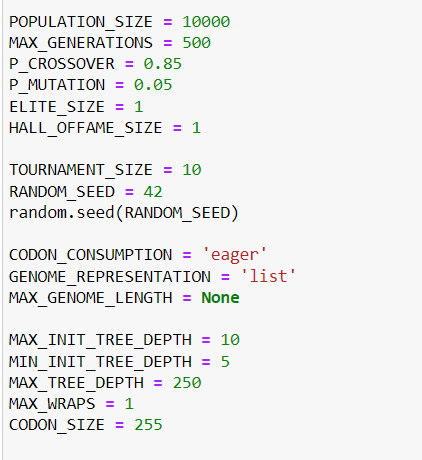 POPULATION_SIZE = 10000
MAX_GENERATIONS = 500
P_CROSSOVER = 0.85
P_MUTATION = 0.05
ELITE_SIZE = 1
HALL_OFFAME_SIZE = 1
TOURNAMENT_SIZE = 10
RANDOM_SEED = 42
random.seed(RANDOM_SEED)
CODON_CONSUMPTION = 'eager'
GENOME_REPRESENTATION = 'list'
MAX_GENOME_LENGTH = None
MAX_INIT_TREE_DEPTH = 10
MIN_INIT_TREE_DEPTH = 5
MAX_TREE_DEPTH = 250
MAX_WRAPS = 1
CODON_SIZE = 255